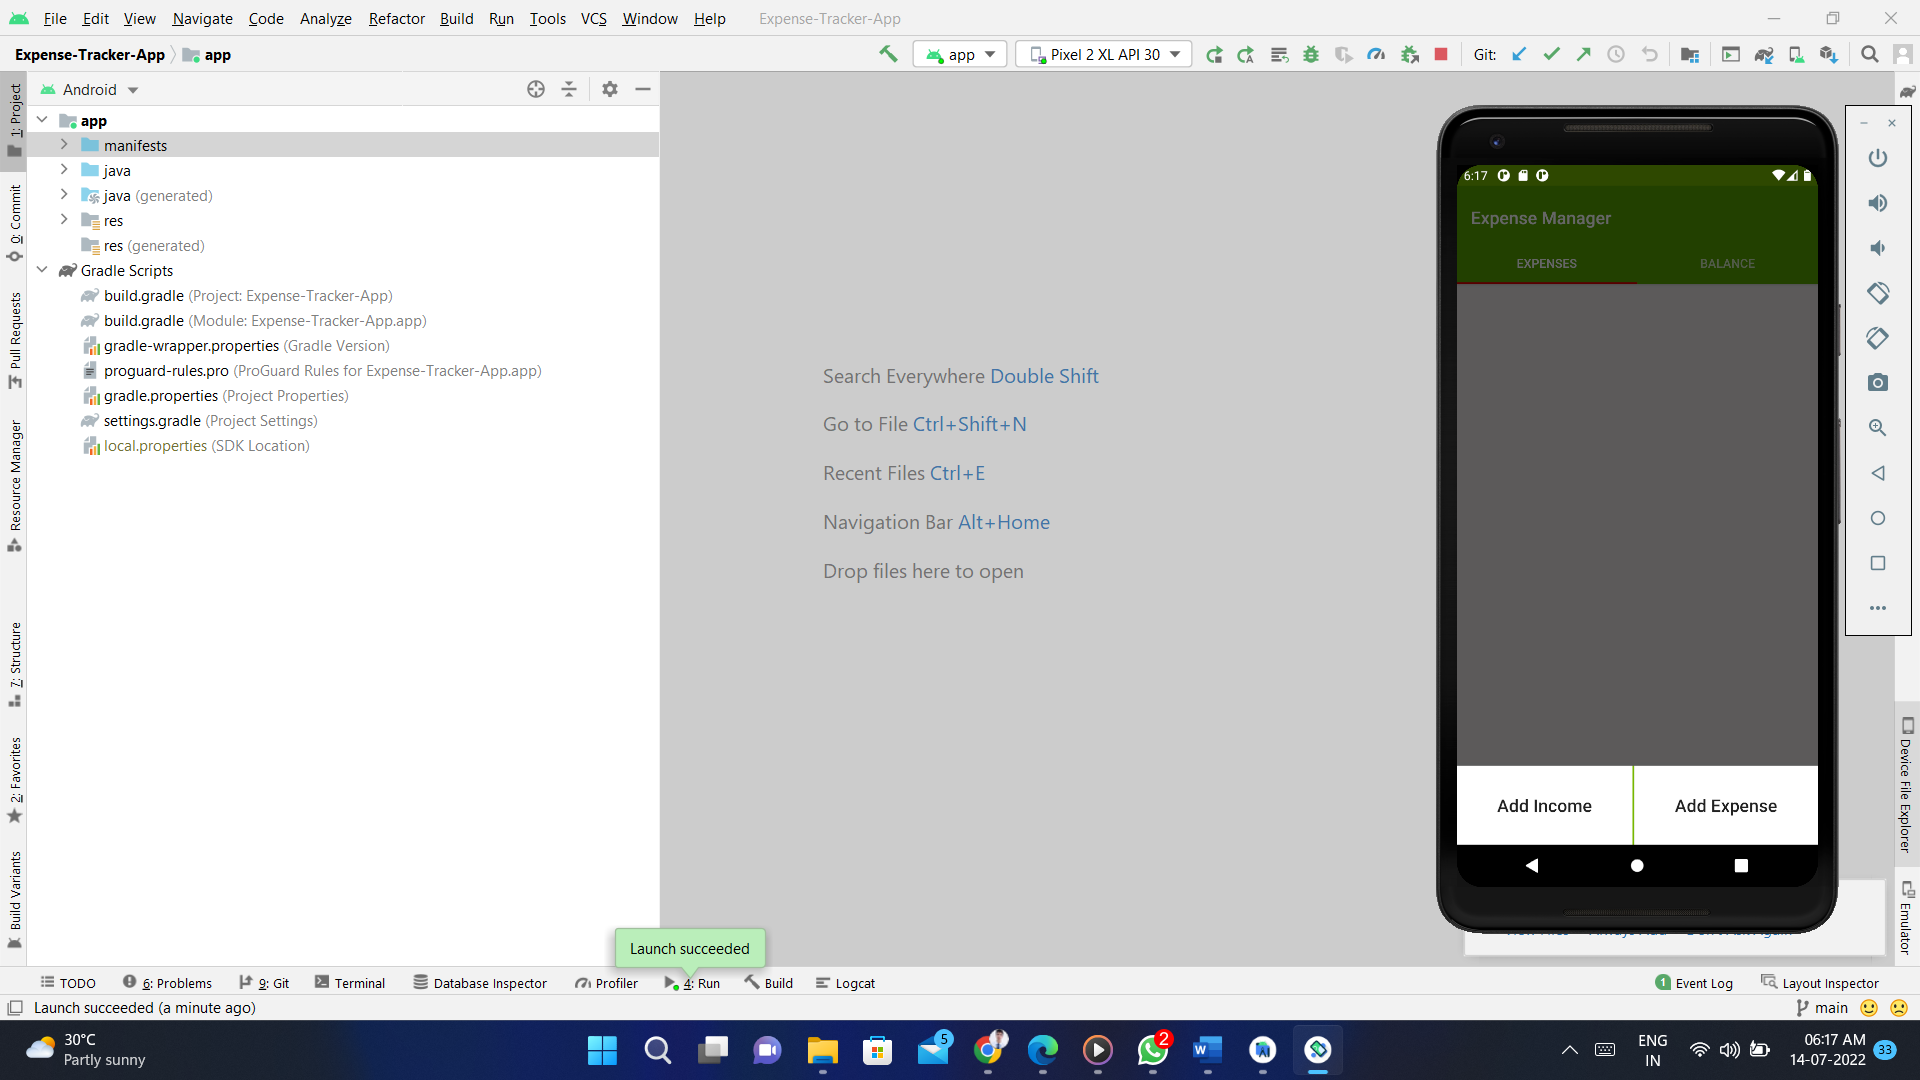 File Edit View Navigate Code Analyze Refactor Build Run Tools VCS Window Help Expense-Tracker-App
Expense-Tracker-App app
app
Pixel 2 XL API 30
Git:
Android
app
manifests
java
java (generated)
res
res (generated)
Gradle Scripts
build.gradle (Project: Expense-Tracker-App)
build.gradle (Module: Expense-Tracker-App.app)
gradle-wrapper.properties (Gradle Version)
proguard-rules.pro (ProGuard Rules for Expense-Tracker-App.app)
gradle.properties (Project Properties)
settings.gradle (Project Settings)
local.properties (SDK Location)
1: Project
0: Commit
Pull Requests
Resource Manager
7: Structure
2: Favorites
Build Variants
Search Everywhere Double Shift
Go to File Ctrl+Shift+N
Recent Files Ctrl+E
Navigation Bar Alt+Home
Drop files here to open
6:17
Expense Manager
EXPENSES BALANCE
Add Income Add Expense
Device File Explorer
Emulator
Launch succeeded
TODO 6: Problems 9: Git Terminal Database Inspector Profiler 4: Run Build Logcat 1 Event Log Layout Inspector
Launch succeeded (a minute ago) main
30°C
Partly sunny
5
2
ENG
IN
06:17 AM
14-07-2022
33